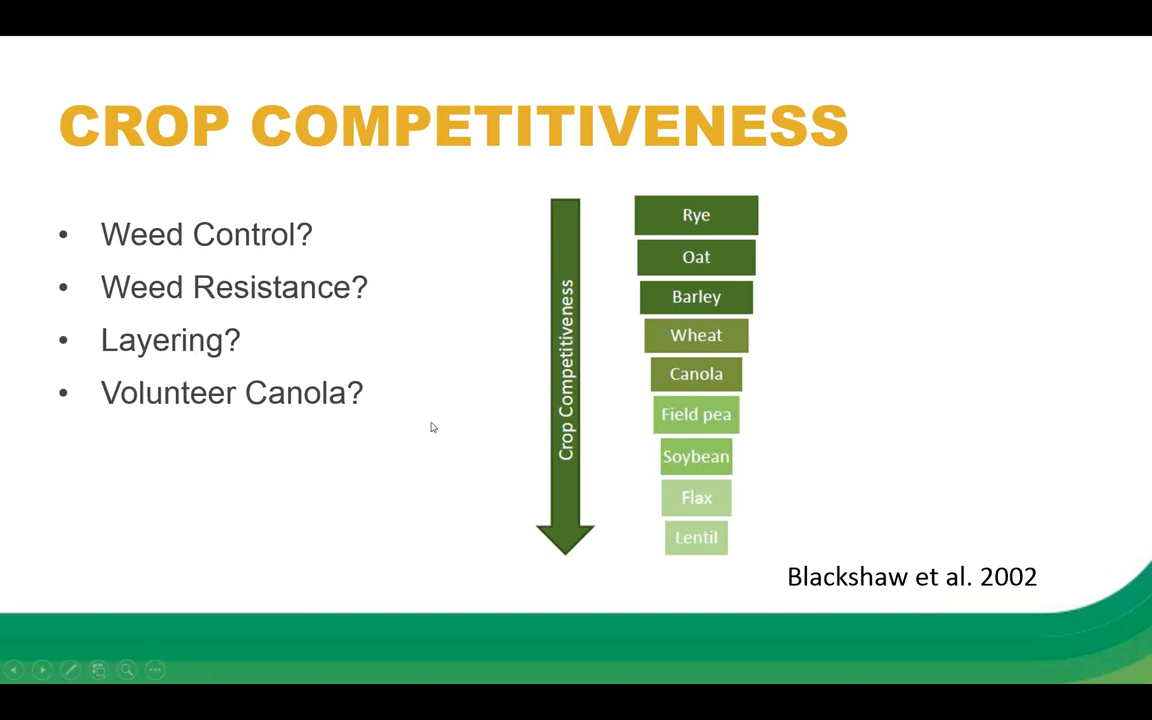 CROP COMPETITIVENESS
• Weed Control?
• Weed Resistance?
• Layering?
• Volunteer Canola?
Crop Competitiveness
Rye
Oat
Barley
Wheat
Canola
Field pea
Soybean
Flax
Lentil
Blackshaw et al. 2002